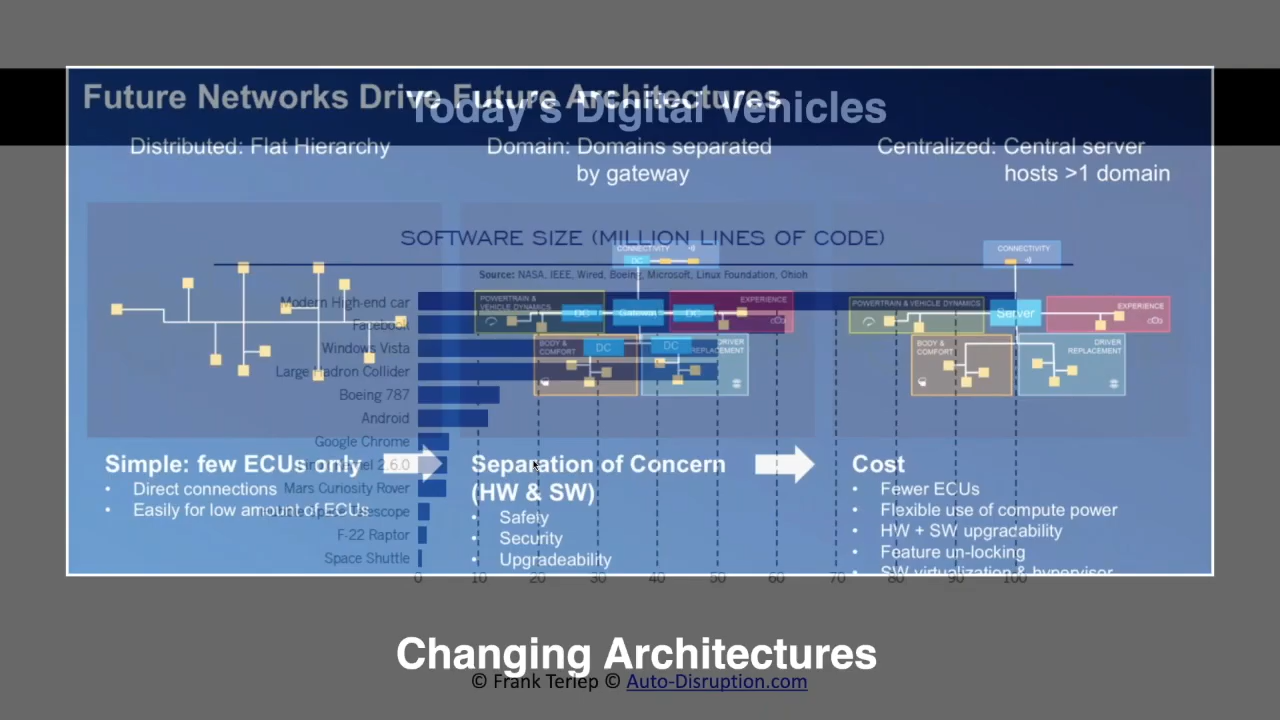 Future Networks Drive Future Architectures
Today's Digital Vehicles
Distributed: Flat Hierarchy
Domain: Domains separated
by gateway
Centralized: Central server
hosts >1 domain
SOFTWARE SIZE (MILLION LINES OF CODE)
Source: NASA, IEEE, Wired, Boeing, Microsoft, Linux Foundation, Ohioh
CONNECTIVITY
DC
POWERTRAIN &
VEHICLE DYNAMICS
DC
Gateway
DC
EXPERIENCE
BODY &
COMFORT
DC
DC
DRIVER
REPLACEMENT
CONNECTIVITY
POWERTRAIN & VEHICLE DYNAMICS
Server
EXPERIENCE
BODY &
COMFORT
DRIVER
REPLACEMENT
Modern High-end car
Facebook
Windows Vista
Large Hadron Collider
Boeing 787
Android
Google Chrome
2.6.0
Mars Curiosity Rover
F-22 Raptor
Space Shuttle
0 10 20 30 40 50 60 70 80 90 100
Simple: few ECUs only
• Direct connections
• Easily for low amount of ECUs
Separation of Concern
(HW & SW)
• Safely
• Security
• Upgradeability
Cost
• Fewer ECUs
• Flexible use of compute power
• HW + SW upgradability
• Feature un-locking
• SW virtualization & hypervisor
Changing Architectures
© Frank Terlep © Auto-Disruption.com